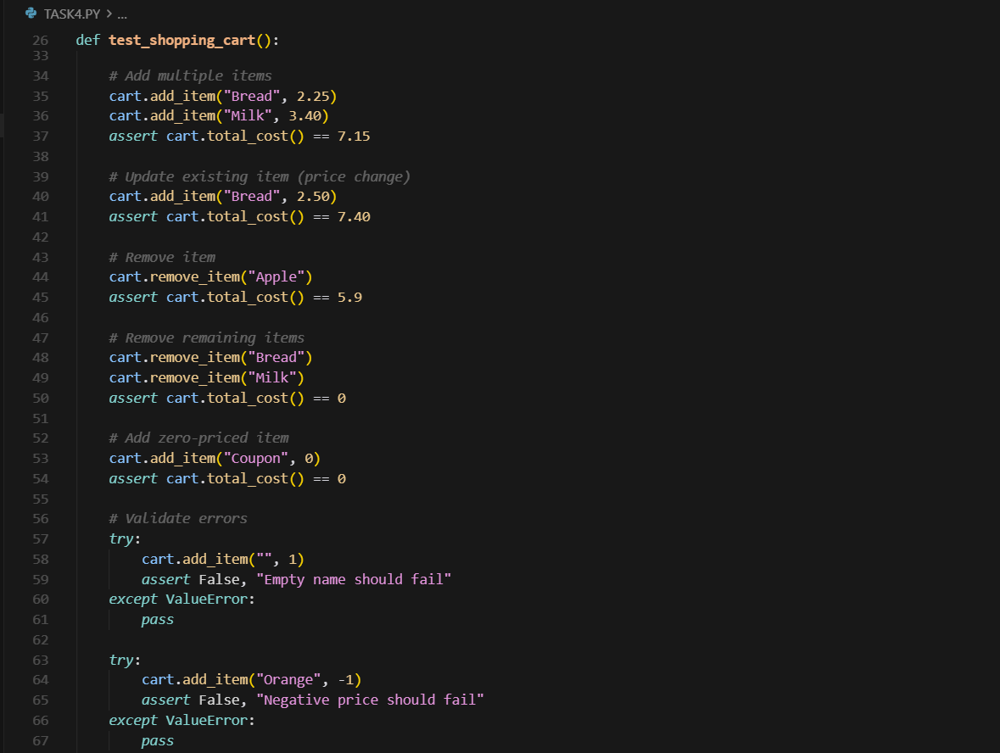 TASK4.PY > ...
26 def test_shopping_cart():
33
34 # Add multiple items
35 cart.add_item("Bread", 2.25)
36 cart.add_item("Milk", 3.40)
37 assert cart.total_cost() == 7.15
38
39 # Update existing item (price change)
40 cart.add_item("Bread", 2.50)
41 assert cart.total_cost() == 7.40
42
43 # Remove item
44 cart.remove_item("Apple")
45 assert cart.total_cost() == 5.9
46
47 # Remove remaining items
48 cart.remove_item("Bread")
49 cart.remove_item("Milk")
50 assert cart.total_cost() == 0
51
52 # Add zero-priced item
53 cart.add_item("Coupon", 0)
54 assert cart.total_cost() == 0
55
56 # Validate errors
57 try:
58 cart.add_item("", 1)
59 assert False, "Empty name should fail"
60 except ValueError:
61 pass
62
63 try:
64 cart.add_item("Orange", -1)
65 assert False, "Negative price should fail"
66 except ValueError:
67 pass